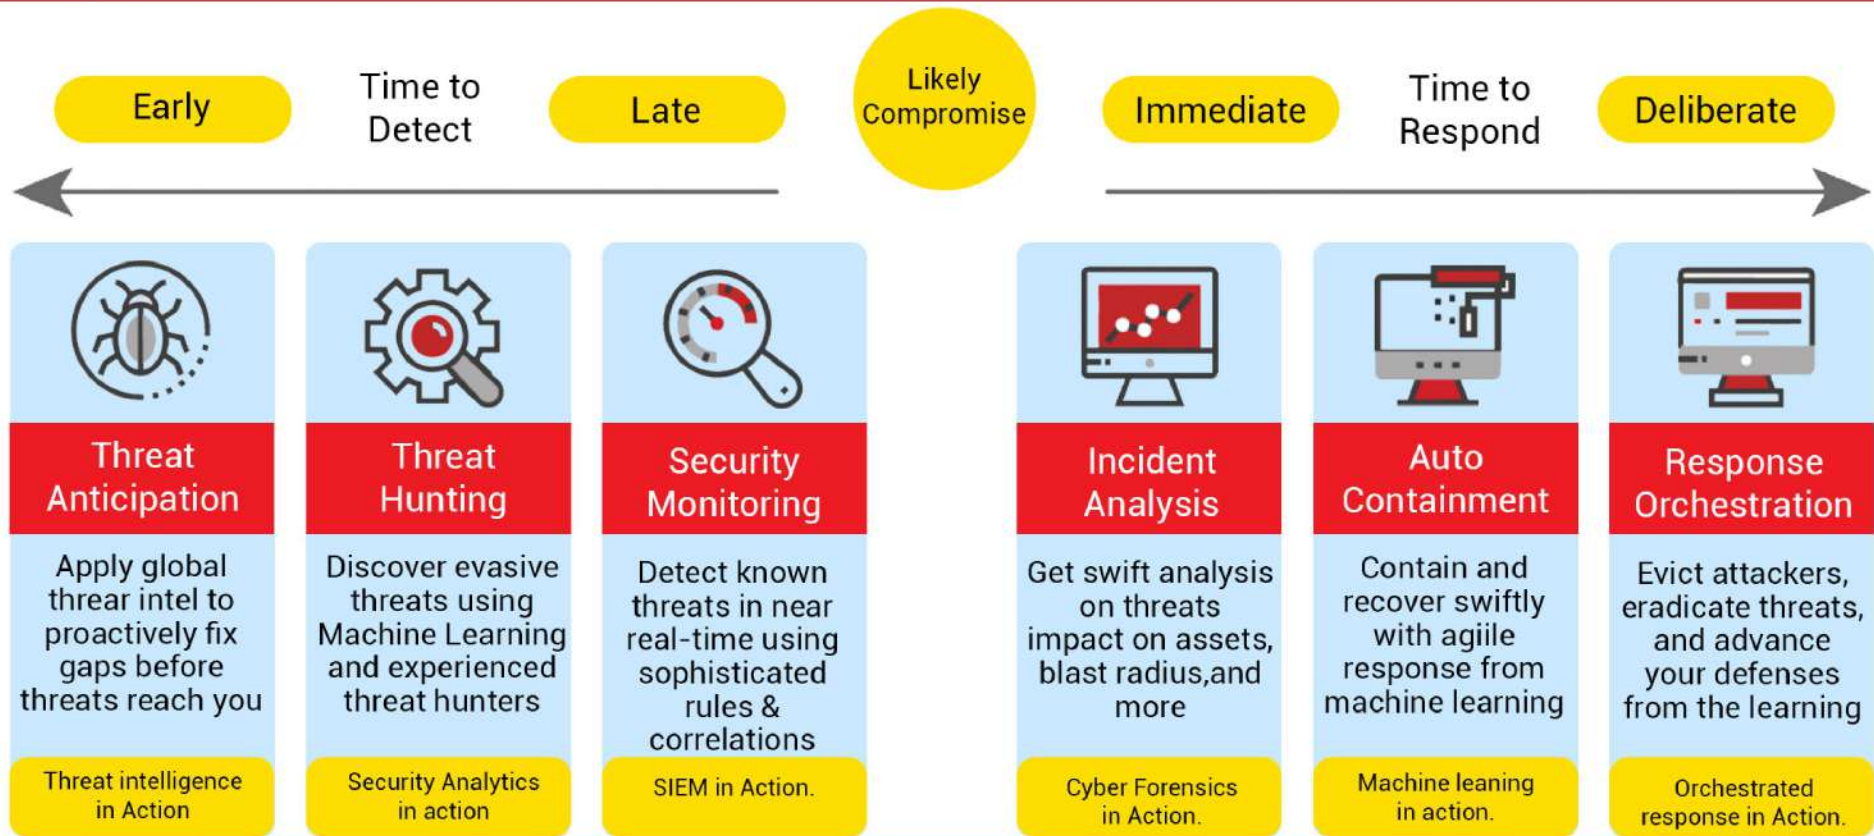 Early
Time to
Detect
Late
Likely
Compromise
Immediate
Time to
Respond
Deliberate
Threat
Anticipation
Apply global
threar intel to
proactively fix
gaps before
threats reach you
Threat intelligence
in Action
Threat
Hunting
Discover evasive
threats using
Machine Learning
and experienced
threat hunters
Security Analytics
in action
Security
Monitoring
Detect known
threats in near
real-time using
sophisticated
rules &
correlations
SIEM in Action.
Incident
Analysis
Get swift analysis
on threats
impact on assets,
blast radius,and
more
Cyber Forensics
in Action.
Auto
Containment
Contain and
recover swiftly
with agiile
response from
machine learning
Machine leaning
in action.
Response
Orchestration
Evict attackers,
eradicate threats,
and advance
your defenses
from the learning
Orchestrated
response in Action.